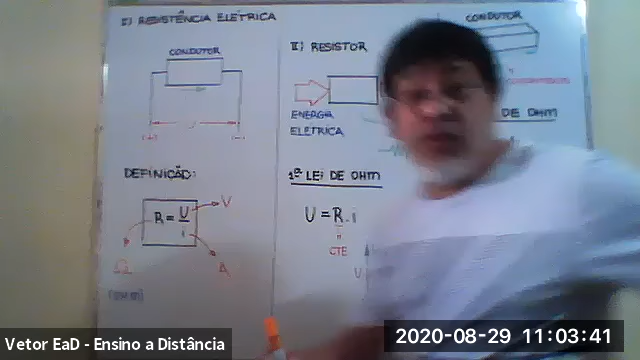 I) RESISTÊNCIA ELÉTRICA
CONDUTOR
(+)
(-)
DEFINIÇÃO:
R = U
i
V
Ω
A
(OHM)
II) RESISTOR
ENERGIA
ELÉTRICA
1ª LEI DE OHM
U = R.i
CTE
CONDUTOR
DE OHM
Vetor EaD - Ensino a Distância
2020-08-29 11:03:41